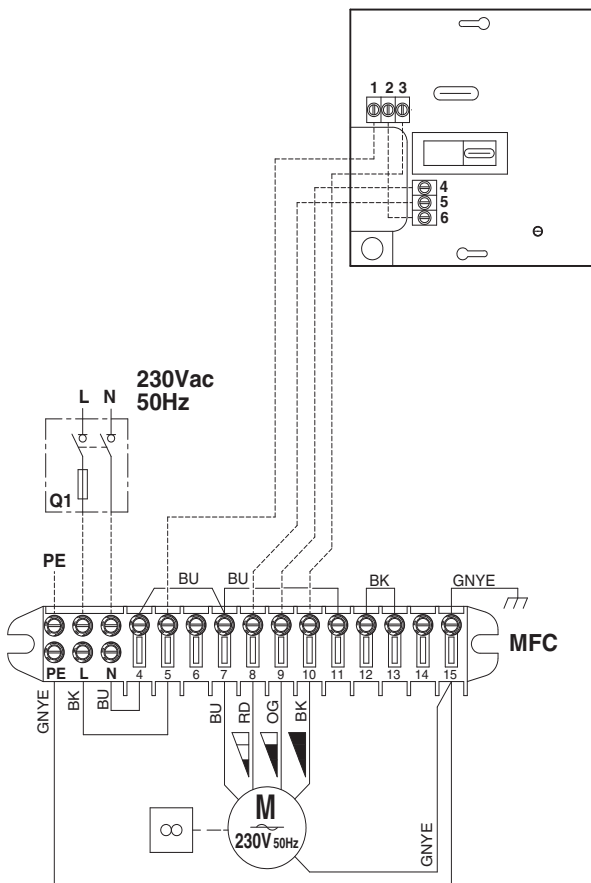 1 2 3
4
5
6
230Vac
50Hz
L N
Q1
PE
BU
BU
BK
GNYE
MFC
PE L N 4 5 6 7 8 9 10 11 12 13 14 15
GNYE
BK
BU
BU
RD
OG
BK
M
230V 50Hz
8
GNYE